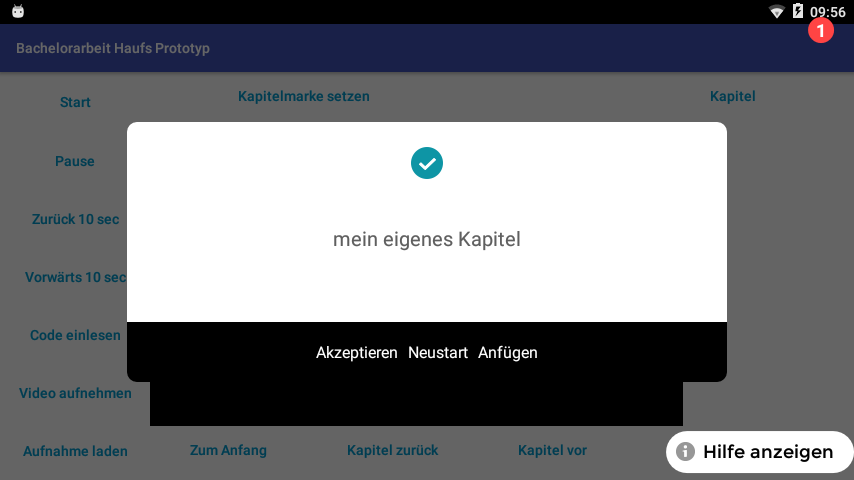 09:56
Bachelorarbeit Haufs Prototyp
1
Start
Kapitelmarke setzen
Kapitel
Pause
Zurück 10 sec
Vorwärts 10 sec
Code einlesen
Video aufnehmen
Aufnahme laden
mein eigenes Kapitel
Akzeptieren Neustart Anfügen
Zum Anfang
Kapitel zurück
Kapitel vor
Hilfe anzeigen